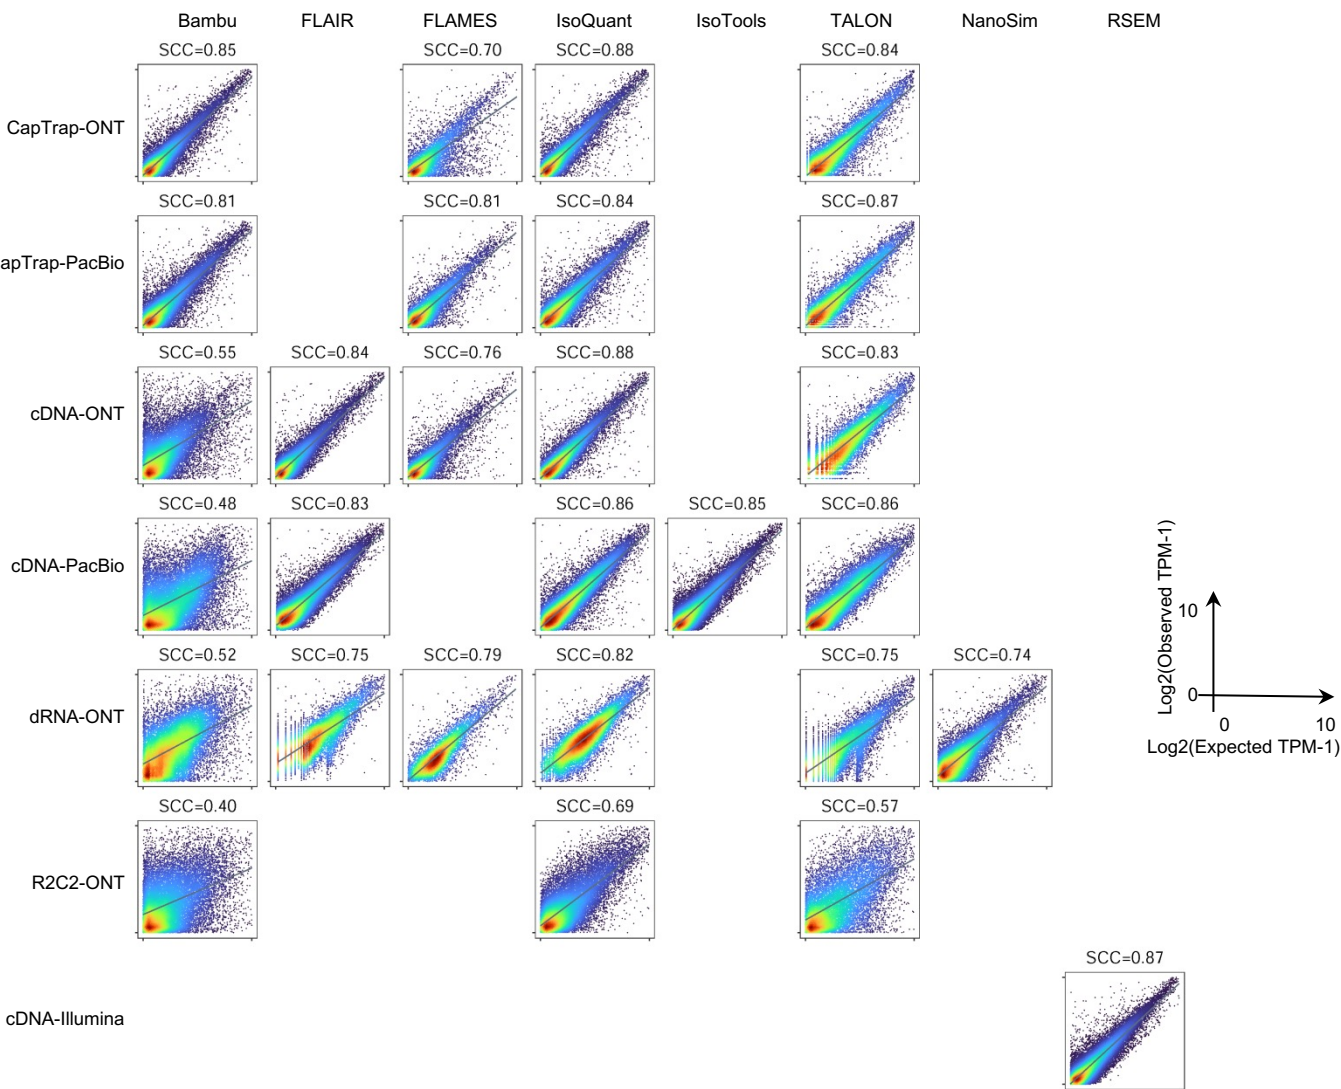 Bambu FLAIR FLAMES IsoQuant IsoTools TALON NanoSim RSEM
SCC=0.85 SCC=0.70 SCC=0.88 SCC=0.84
CapTrap-ONT
SCC=0.81 SCC=0.81 SCC=0.84 SCC=0.87
apTrap-PacBio
SCC=0.55 SCC=0.84 SCC=0.76 SCC=0.88 SCC=0.83
cDNA-ONT
SCC=0.48 SCC=0.83 SCC=0.86 SCC=0.85 SCC=0.86
cDNA-PacBio
SCC=0.52 SCC=0.75 SCC=0.79 SCC=0.82 SCC=0.75 SCC=0.74
dRNA-ONT
SCC=0.40 SCC=0.69 SCC=0.57
R2C2-ONT
SCC=0.87
cDNA-Illumina
Log2(Observed TPM-1)
10
0
0 10
Log2(Expected TPM-1)